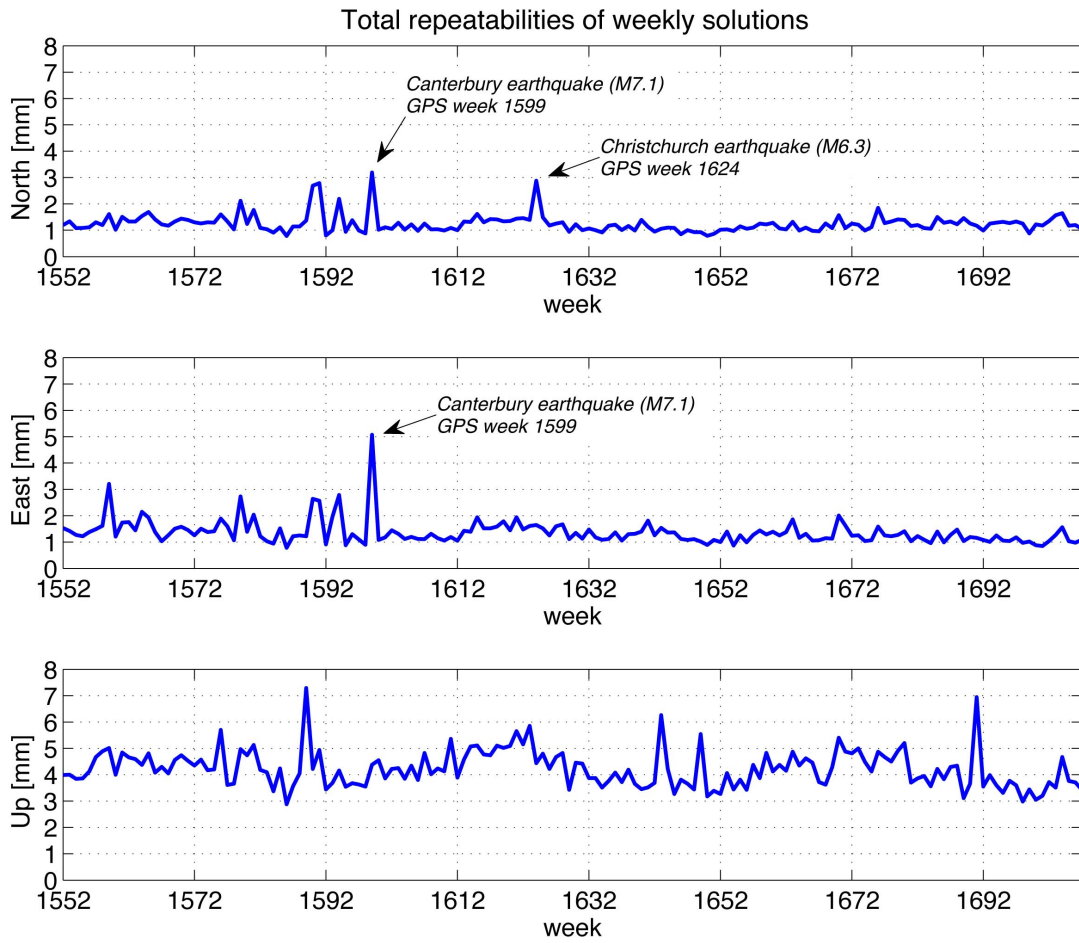 Total repeatabilities of weekly solutions
8
7
6
5
4
3
2
1
0
North [mm]
Canterbury earthquake (M7.1)
GPS week 1599
Christchurch earthquake (M6.3)
GPS week 1624
1552 1572 1592 1612 1632 1652 1672 1692
week
8
7
6
5
4
3
2
1
0
East [mm]
Canterbury earthquake (M7.1)
GPS week 1599
1552 1572 1592 1612 1632 1652 1672 1692
week
8
7
6
5
4
3
2
1
0
Up [mm]
1552 1572 1592 1612 1632 1652 1672 1692
week